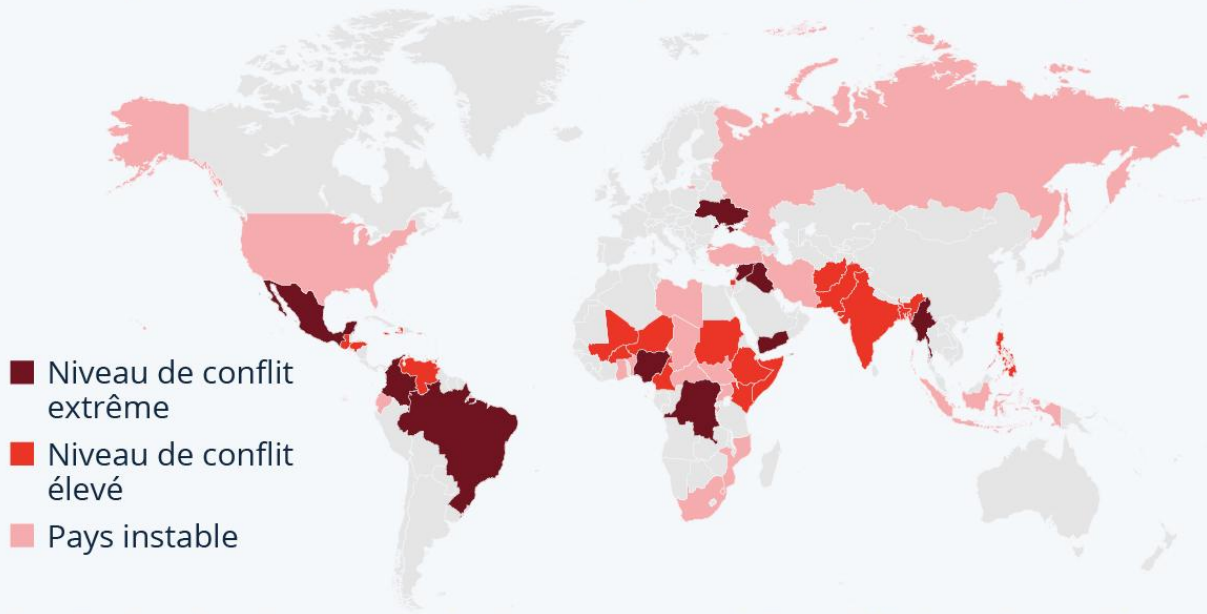 Niveau de conflit
extrême
Niveau de conflit
élevé
Pays instable